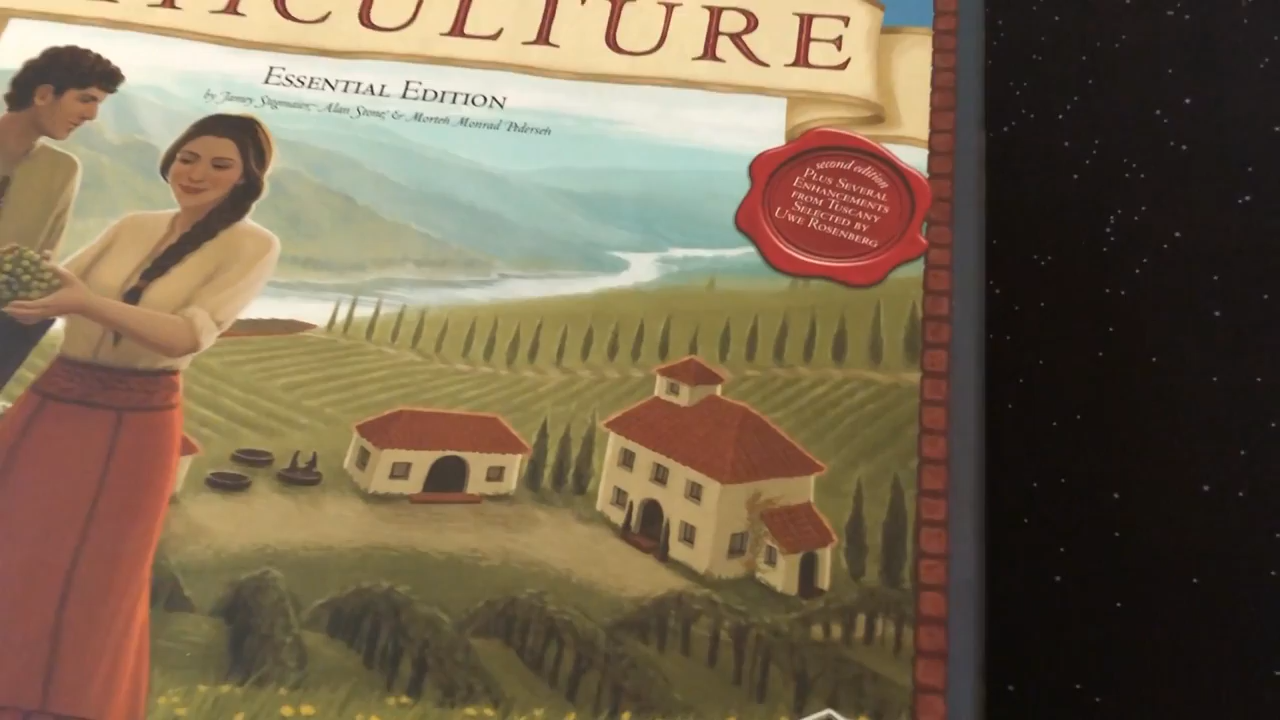 TICULTURE
ESSENTIAL EDITION
by Jamey Stegmaier, Alan Stone, & Morten Monrad Pedersen
second edition
PLUS SEVERAL
ENHANCEMENTS
FROM TUSCANY
SELECTED BY
UWE ROSENBERG